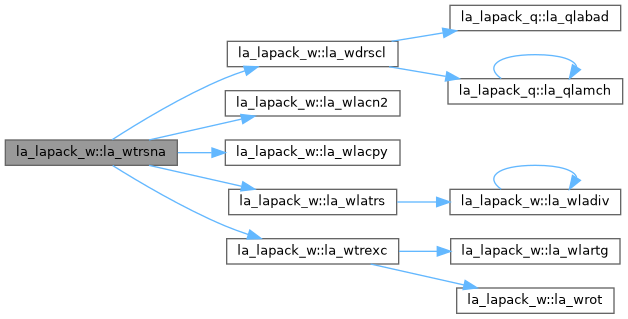 la_lapack_w::la_wtrsna
la_lapack_w::la_wdrscl
la_lapack_w::la_wlacn2
la_lapack_w::la_wlacpy
la_lapack_w::la_wlatrs
la_lapack_w::la_wtrexc
la_lapack_q::la_qlabad
la_lapack_q::la_qlamch
la_lapack_w::la_wladiv
la_lapack_w::la_wlartg
la_lapack_w::la_wrot